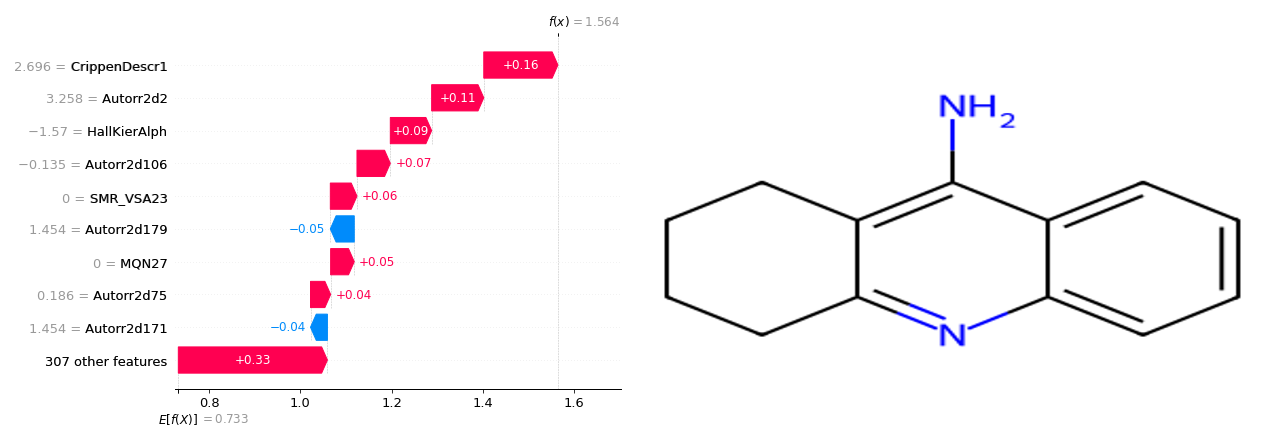 f(x) = 1.564
2.696 = CrippenDescr1
+0.16
3.258 = Autorr2d2
+0.11
−1.57 = HallKierAlph
+0.09
−0.135 = Autorr2d106
+0.07
0 = SMR_VSA23
+0.06
1.454 = Autorr2d179
−0.05
0 = MQN27
+0.05
0.186 = Autorr2d75
+0.04
1.454 = Autorr2d171
−0.04
307 other features
+0.33
0.8 1.0 1.2 1.4 1.6
E[f(X)] = 0.733
NH2
N